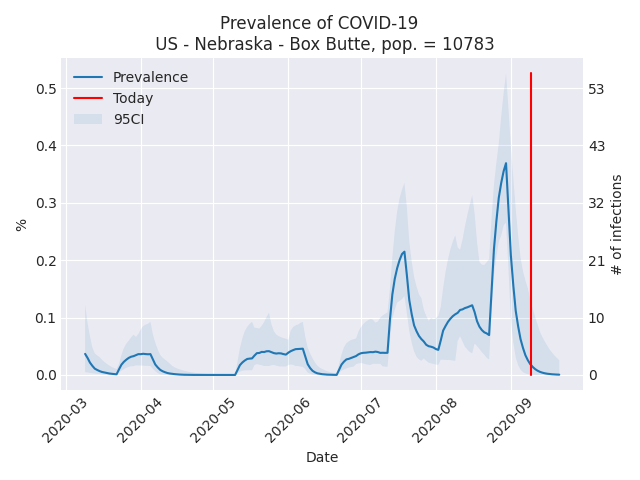 Prevalence of COVID-19
US - Nebraska - Box Butte, pop. = 10783
Prevalence
Today
95CI
0.5
0.4
0.3
0.2
0.1
0.0
%
53
43
32
21
10
0
# of infections
2020-03
2020-04
2020-05
2020-06
2020-07
2020-08
2020-09
Date